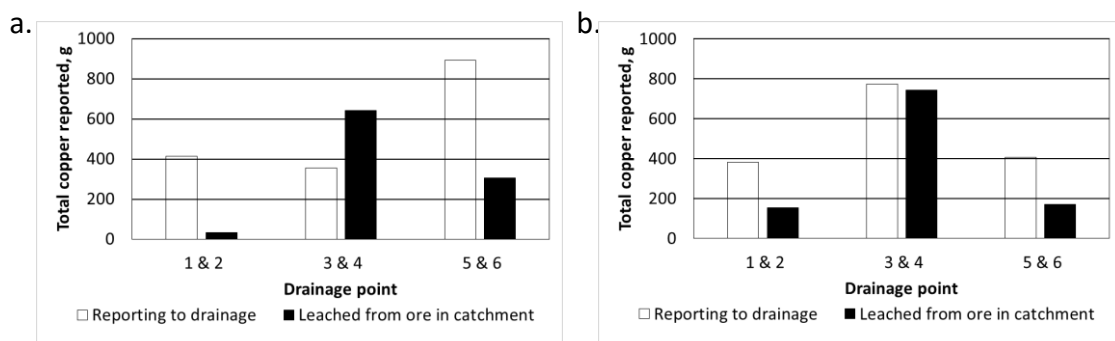 a.
Total copper reported, g
1000
800
600
400
200
0
1 & 2
3 & 4
5 & 6
Drainage point
Reporting to drainage
Leached from ore in catchment
b.
Total copper reported, g
1000
800
600
400
200
0
1 & 2
3 & 4
5 & 6
Drainage point
Reporting to drainage
Leached from ore in catchment